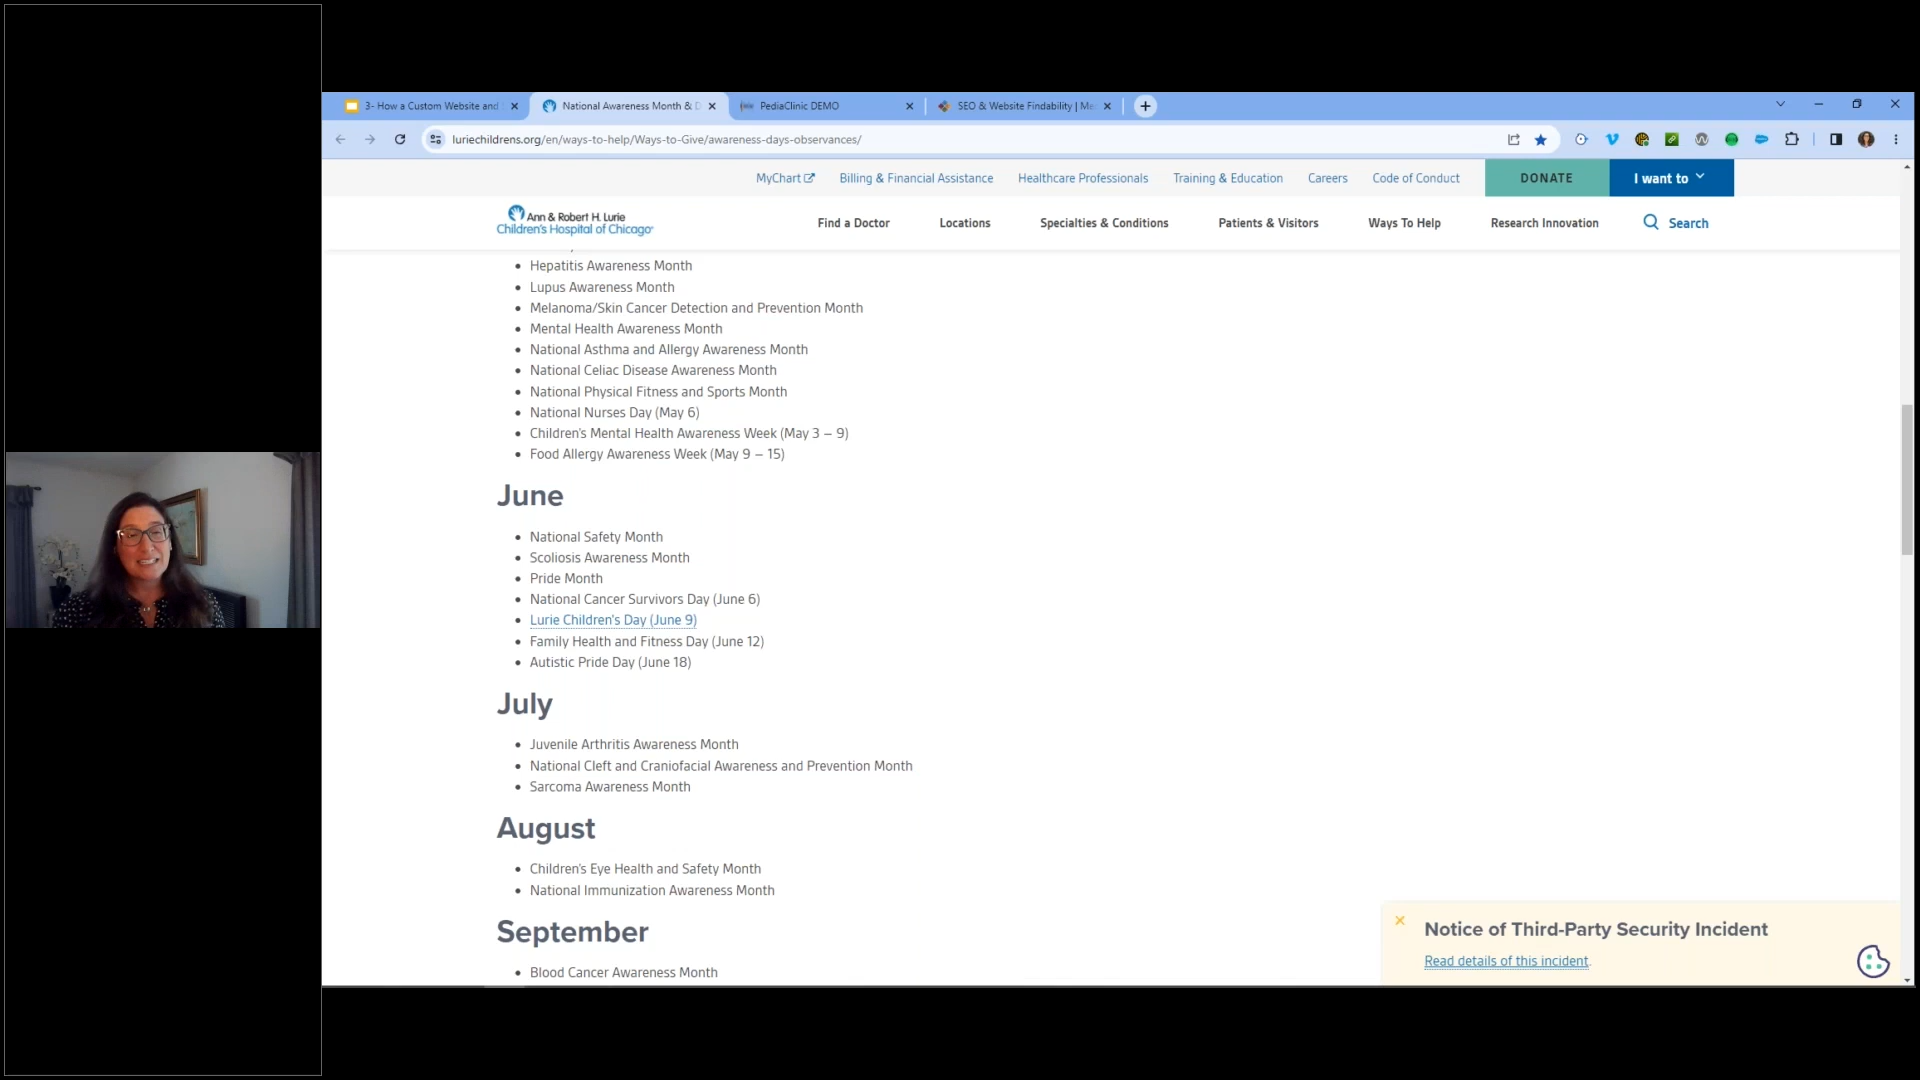 3- How a Custom Website and
National Awareness Month & D
PediaClinic DEMO
SEO & Website Findability | Me
luriechildrens.org/en/ways-to-help/Ways-to-Give/awareness-days-observances/
MyChart
Billing & Financial Assistance
Healthcare Professionals
Training & Education
Careers
Code of Conduct
DONATE
I want to
Ann & Robert H. Lurie
Children's Hospital of Chicago
Find a Doctor
Locations
Specialties & Conditions
Patients & Visitors
Ways To Help
Research Innovation
Search
Hepatitis Awareness Month
Lupus Awareness Month
Melanoma/Skin Cancer Detection and Prevention Month
Mental Health Awareness Month
National Asthma and Allergy Awareness Month
National Celiac Disease Awareness Month
National Physical Fitness and Sports Month
National Nurses Day (May 6)
Children's Mental Health Awareness Week (May 3 – 9)
Food Allergy Awareness Week (May 9 – 15)
June
National Safety Month
Scoliosis Awareness Month
Pride Month
National Cancer Survivors Day (June 6)
Lurie Children's Day (June 9)
Family Health and Fitness Day (June 12)
Autistic Pride Day (June 18)
July
Juvenile Arthritis Awareness Month
National Cleft and Craniofacial Awareness and Prevention Month
Sarcoma Awareness Month
August
Children's Eye Health and Safety Month
National Immunization Awareness Month
September
Blood Cancer Awareness Month
Notice of Third-Party Security Incident
Read details of this incident.